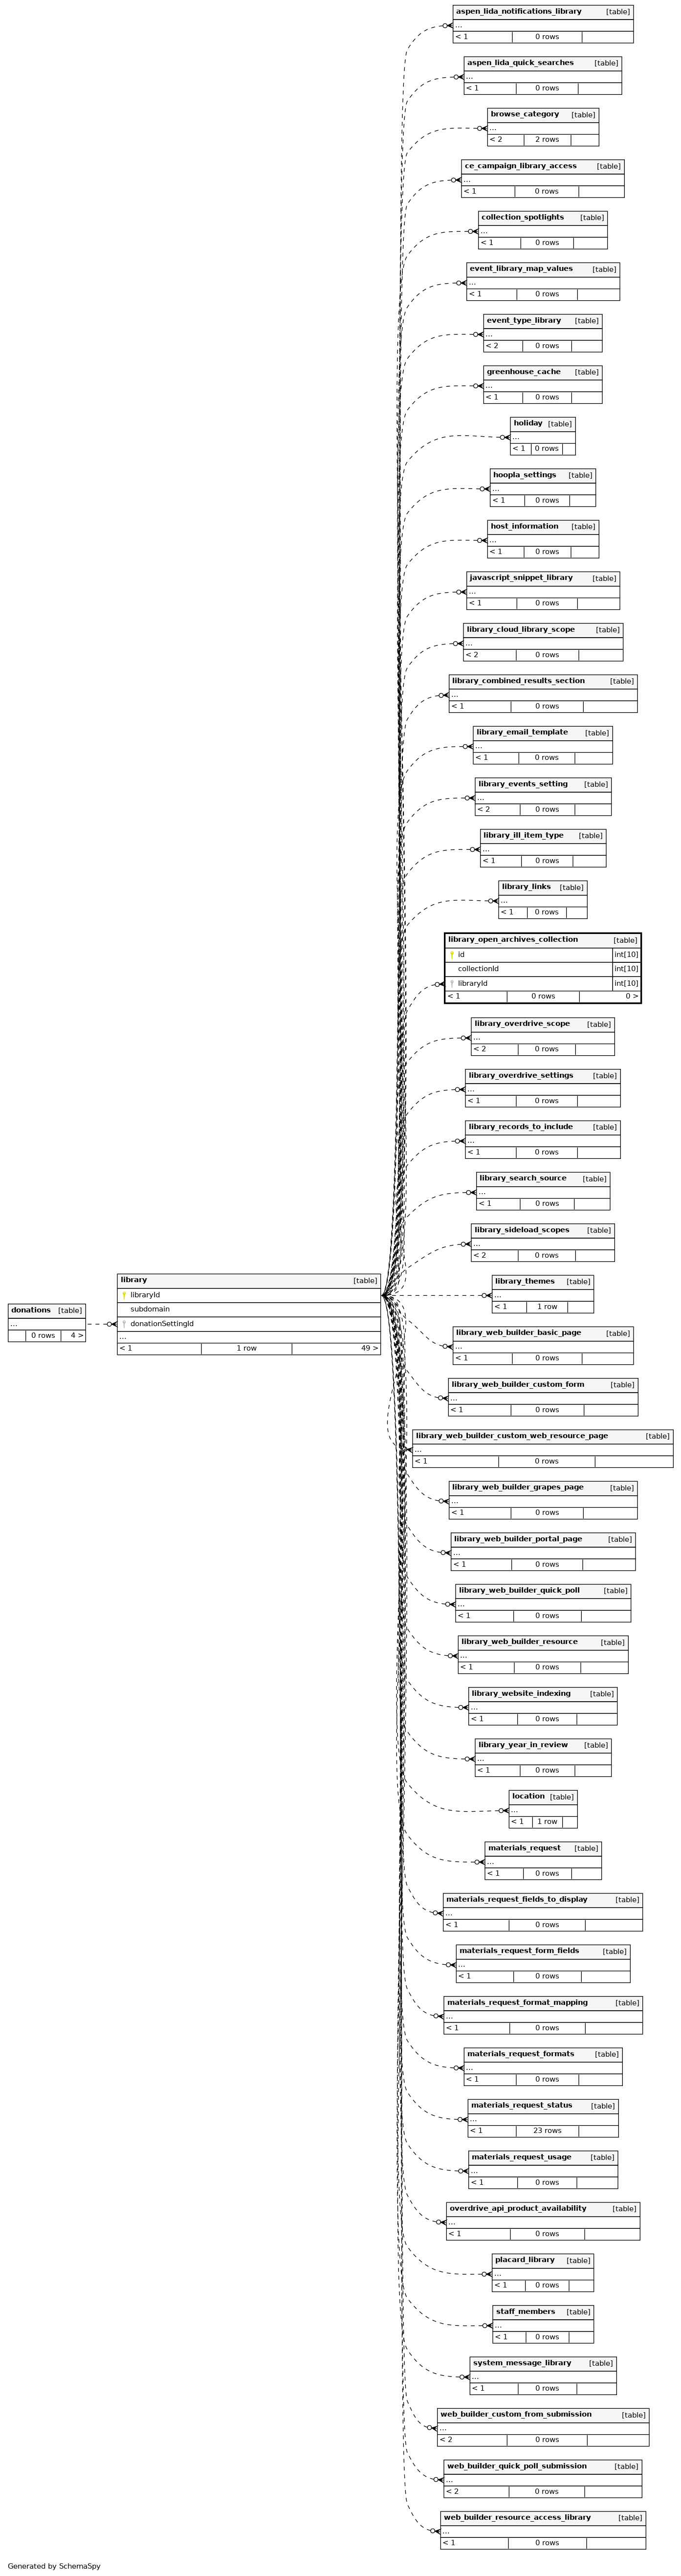 aspen_lida_notifications_library [table]
...
< 1 0 rows
aspen_lida_quick_searches [table]
...
< 1 0 rows
browse_category [table]
...
< 2 2 rows
ce_campaign_library_access [table]
...
< 1 0 rows
collection_spotlights [table]
...
< 1 0 rows
event_library_map_values [table]
...
< 1 0 rows
event_type_library [table]
...
< 2 0 rows
greenhouse_cache [table]
...
< 1 0 rows
holiday [table]
...
< 1 0 rows
hoopla_settings [table]
...
< 1 0 rows
host_information [table]
...
< 1 0 rows
javascript_snippet_library [table]
...
< 1 0 rows
library_cloud_library_scope [table]
...
< 2 0 rows
library_combined_results_section [table]
...
< 1 0 rows
library_email_template [table]
...
< 1 0 rows
library_events_setting [table]
...
< 2 0 rows
library_ill_item_type [table]
...
< 1 0 rows
library_links [table]
...
< 1 0 rows
library_open_archives_collection [table]
id int[10]
collectionId int[10]
libraryId int[10]
< 1 0 rows 0 >
library_overdrive_scope [table]
...
< 2 0 rows
library_overdrive_settings [table]
...
< 1 0 rows
library_records_to_include [table]
...
< 1 0 rows
library_search_source [table]
...
< 1 0 rows
library_sideload_scopes [table]
...
< 2 0 rows
donations [table]
...
0 rows 4 >
library [table]
libraryId
subdomain
donationSettingId
...
< 1 1 row 49 >
library_themes [table]
...
< 1 1 row
library_web_builder_basic_page [table]
...
< 1 0 rows
library_web_builder_custom_form [table]
...
< 1 0 rows
library_web_builder_custom_web_resource_page [table]
...
< 1 0 rows
library_web_builder_grapes_page [table]
...
< 1 0 rows
library_web_builder_portal_page [table]
...
< 1 0 rows
library_web_builder_quick_poll [table]
...
< 1 0 rows
library_web_builder_resource [table]
...
< 1 0 rows
library_website_indexing [table]
...
< 1 0 rows
library_year_in_review [table]
...
< 1 0 rows
location [table]
...
< 1 1 row
materials_request [table]
...
< 1 0 rows
materials_request_fields_to_display [table]
...
< 1 0 rows
materials_request_form_fields [table]
...
< 1 0 rows
materials_request_format_mapping [table]
...
< 1 0 rows
materials_request_formats [table]
...
< 1 0 rows
materials_request_status [table]
...
< 1 23 rows
materials_request_usage [table]
...
< 1 0 rows
overdrive_api_product_availability [table]
...
< 1 0 rows
placard_library [table]
...
< 1 0 rows
staff_members [table]
...
< 1 0 rows
system_message_library [table]
...
< 1 0 rows
web_builder_custom_from_submission [table]
...
< 2 0 rows
web_builder_quick_poll_submission [table]
...
< 2 0 rows
web_builder_resource_access_library [table]
...
< 1 0 rows
Generated by SchemaSpy